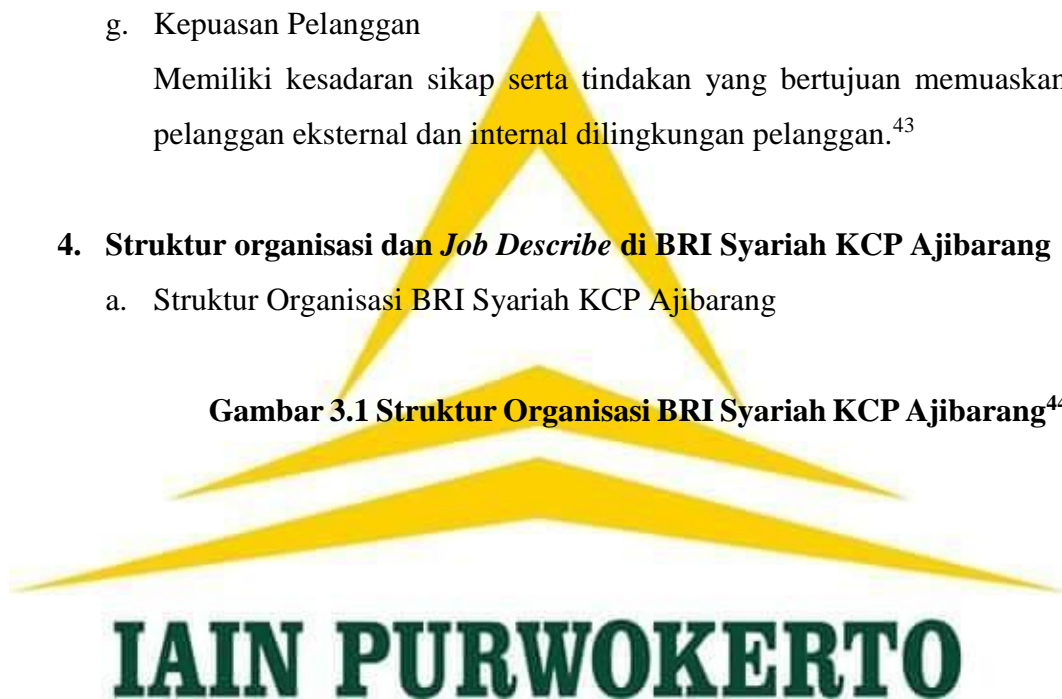 g. Kepuasan Pelanggan
Memiliki kesadaran sikap serta tindakan yang bertujuan memuaskan
pelanggan eksternal dan internal dilingkungan pelanggan.43
4. Struktur organisasi dan Job Describe di BRI Syariah KCP Ajibarang
a. Struktur Organisasi BRI Syariah KCP Ajibarang
Gambar 3.1 Struktur Organisasi BRI Syariah KCP Ajibarang44
IAIN PURWOKERTO